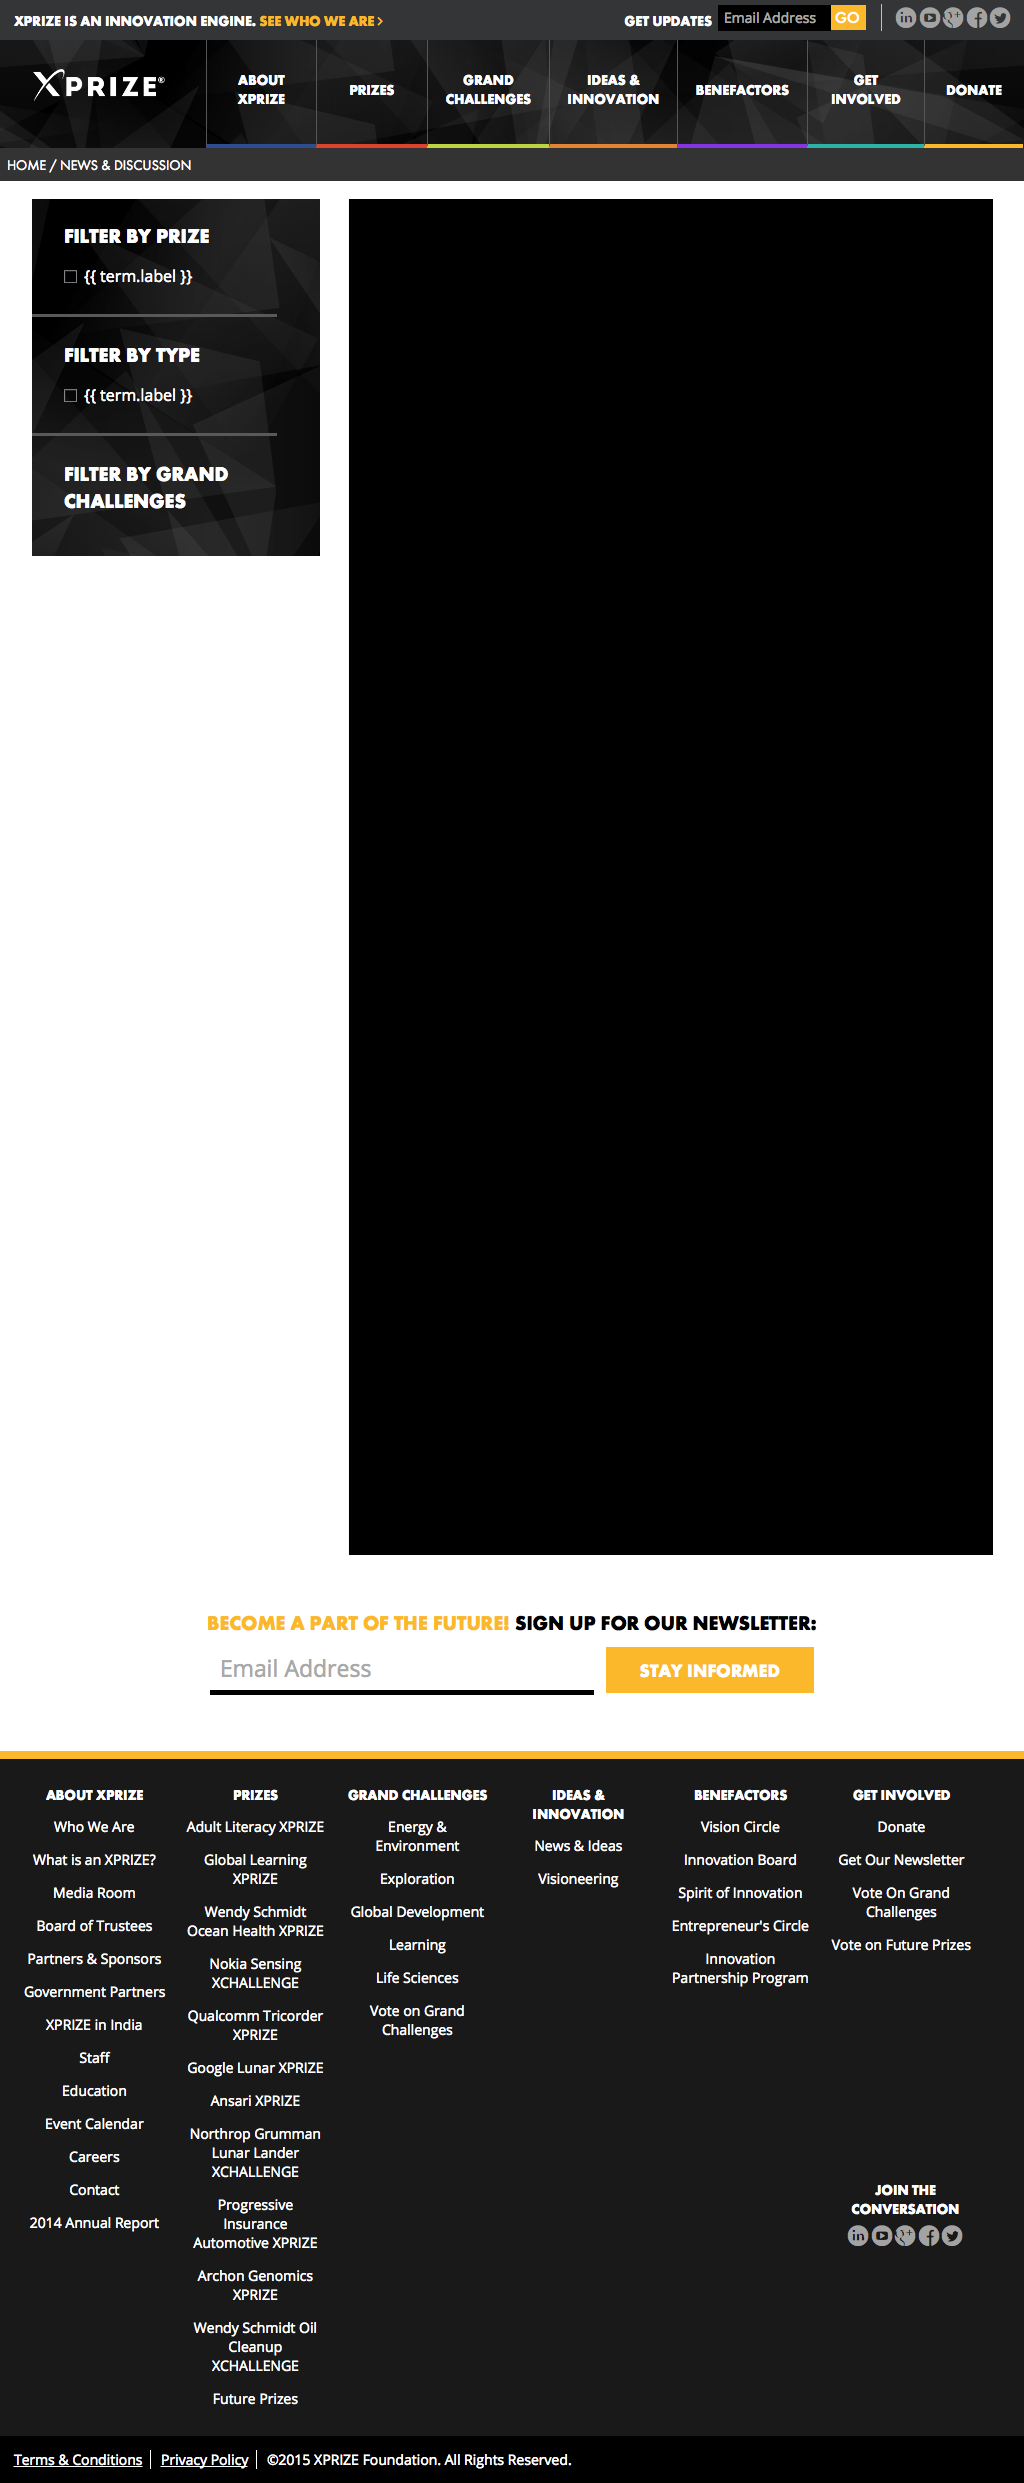 XPRIZE IS AN INNOVATION ENGINE. SEE WHO WE ARE >
GET UPDATES Email Address GO
XPRIZE®
ABOUT
XPRIZE
PRIZES
GRAND
CHALLENGES
IDEAS &
INNOVATION
BENEFACTORS
GET
INVOLVED
DONATE
HOME / NEWS & DISCUSSION
FILTER BY PRIZE
{{ term.label }}
FILTER BY TYPE
{{ term.label }}
FILTER BY GRAND
CHALLENGES
BECOME A PART OF THE FUTURE! SIGN UP FOR OUR NEWSLETTER:
Email Address
STAY INFORMED
ABOUT XPRIZE
Who We Are
What is an XPRIZE?
Media Room
Board of Trustees
Partners & Sponsors
Government Partners
XPRIZE in India
Staff
Education
Event Calendar
Careers
Contact
2014 Annual Report
PRIZES
Adult Literacy XPRIZE
Global Learning
XPRIZE
Wendy Schmidt
Ocean Health XPRIZE
Nokia Sensing
XCHALLENGE
Qualcomm Tricorder
XPRIZE
Google Lunar XPRIZE
Ansari XPRIZE
Northrop Grumman
Lunar Lander
XCHALLENGE
Progressive
Insurance
Automotive XPRIZE
Archon Genomics
XPRIZE
Wendy Schmidt Oil
Cleanup
XCHALLENGE
Future Prizes
GRAND CHALLENGES
Energy &
Environment
Exploration
Global Development
Learning
Life Sciences
Vote on Grand
Challenges
IDEAS &
INNOVATION
News & Ideas
Visioneering
BENEFACTORS
Vision Circle
Innovation Board
Spirit of Innovation
Entrepreneur's Circle
Innovation
Partnership Program
GET INVOLVED
Donate
Get Our Newsletter
Vote On Grand
Challenges
Vote on Future Prizes
JOIN THE
CONVERSATION
Terms & Conditions | Privacy Policy | ©2015 XPRIZE Foundation. All Rights Reserved.